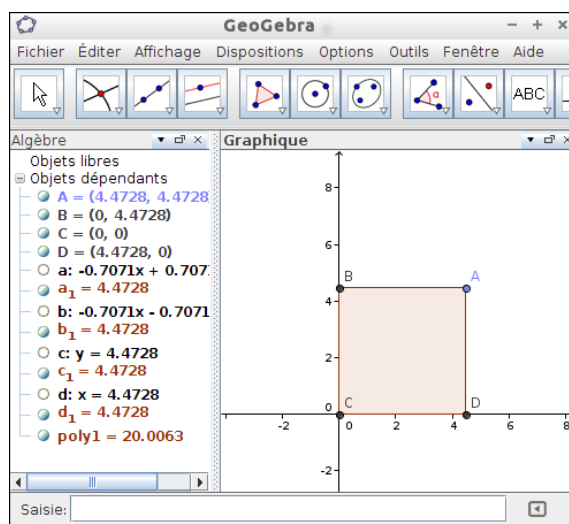 GeoGebra
Fichier Éditer Affichage Dispositions Options Outils Fenêtre Aide
α ABC
Algèbre
Objets libres
Objets dépendants
A = (4.4728, 4.4728
B = (0, 4.4728)
C = (0, 0)
D = (4.4728, 0)
a: -0.7071x + 0.707
a₁ = 4.4728
b: -0.7071x - 0.7071
b₁ = 4.4728
c: y = 4.4728
c₁ = 4.4728
d: x = 4.4728
d₁ = 4.4728
poly1 = 20.0063
Graphique
8
6
B A
4
2
C D
0
-2 0 2 4 6 8
-2
Saisie: